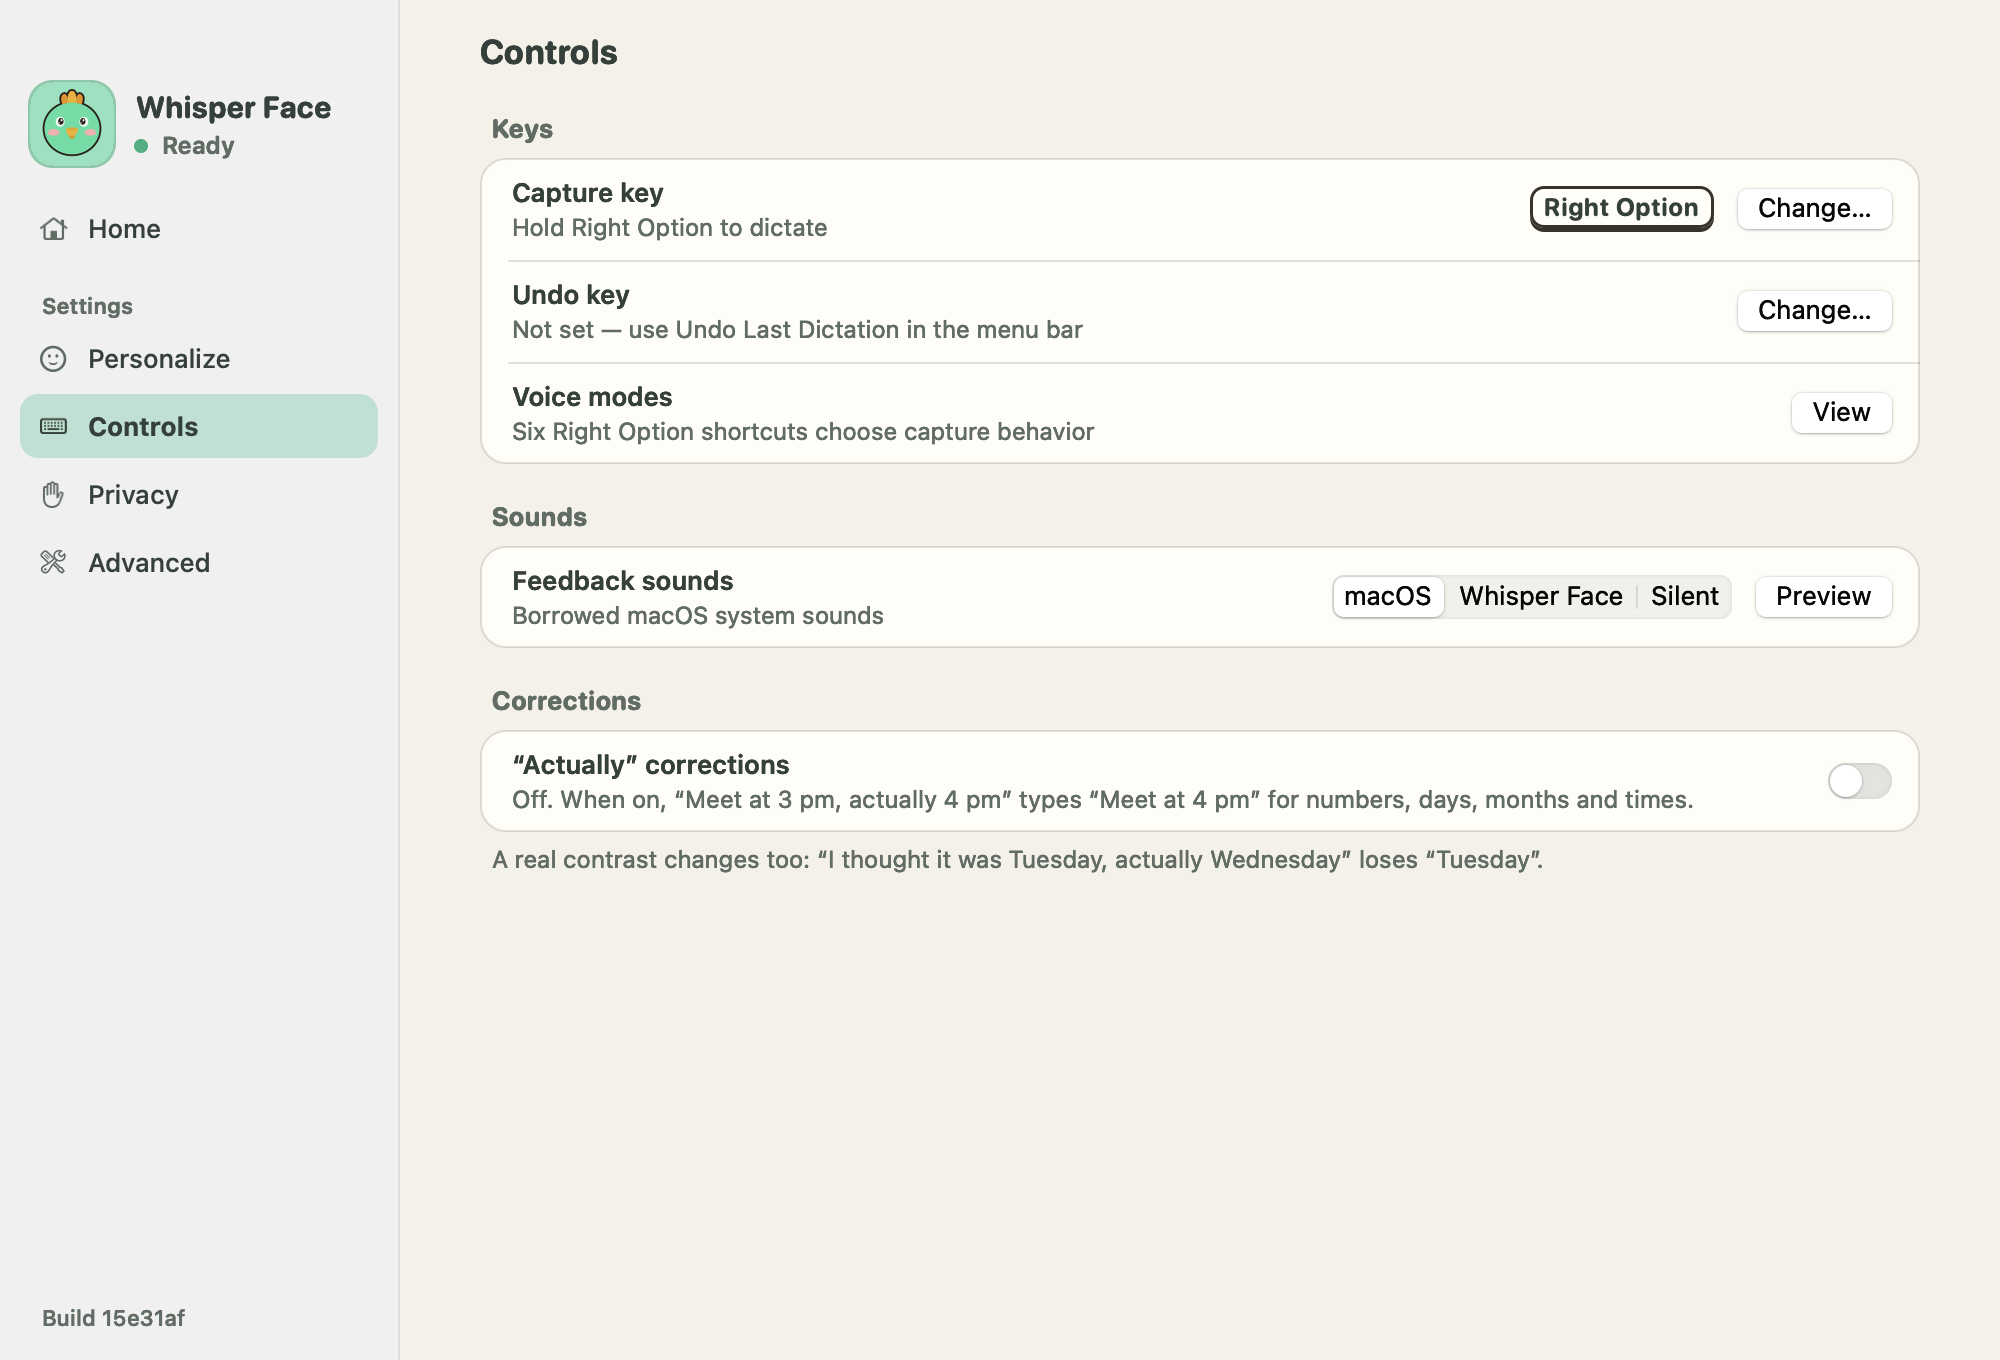 Whisper Face
Ready
Home
Settings
Personalize
Controls
Privacy
Advanced
Build 15e31af
Controls
Keys
Capture key
Hold Right Option to dictate
Right Option
Change...
Undo key
Not set — use Undo Last Dictation in the menu bar
Change...
Voice modes
Six Right Option shortcuts choose capture behavior
View
Sounds
Feedback sounds
Borrowed macOS system sounds
macOS
Whisper Face
Silent
Preview
Corrections
“Actually” corrections
Off. When on, “Meet at 3 pm, actually 4 pm” types “Meet at 4 pm” for numbers, days, months and times.
A real contrast changes too: “I thought it was Tuesday, actually Wednesday” loses “Tuesday”.